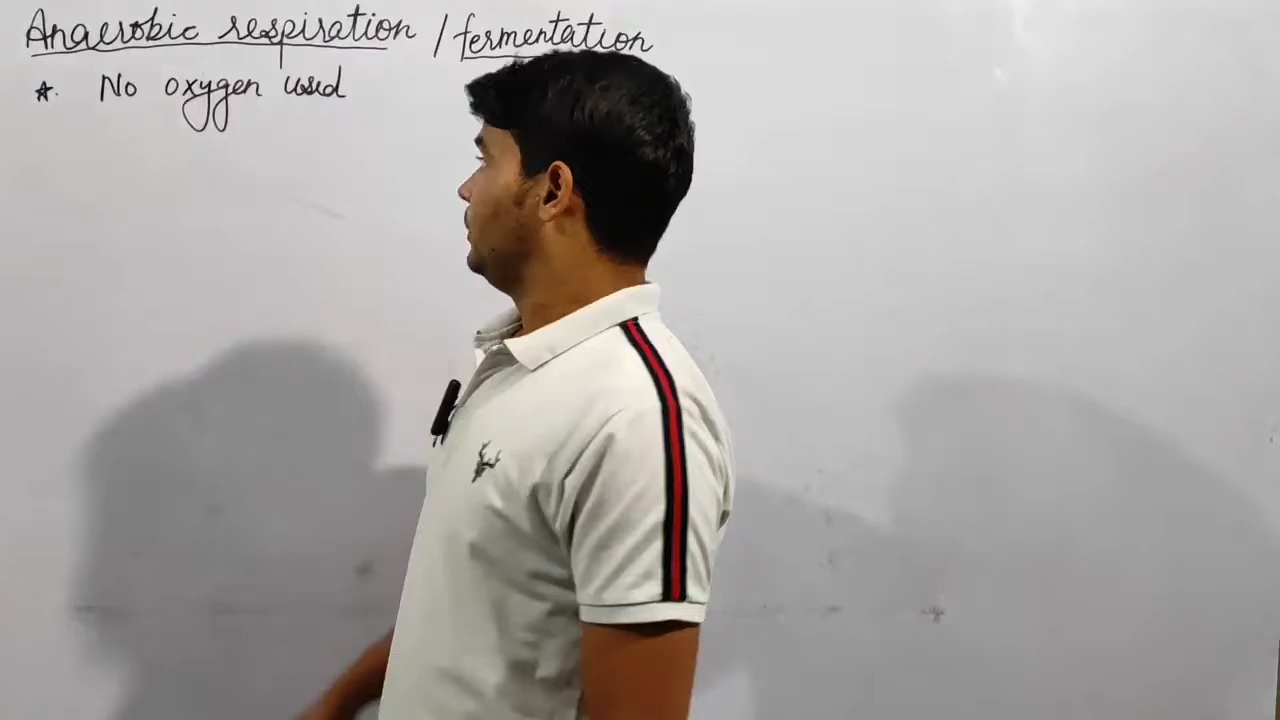 Anaerobic respiration / fermentation
* No oxygen used